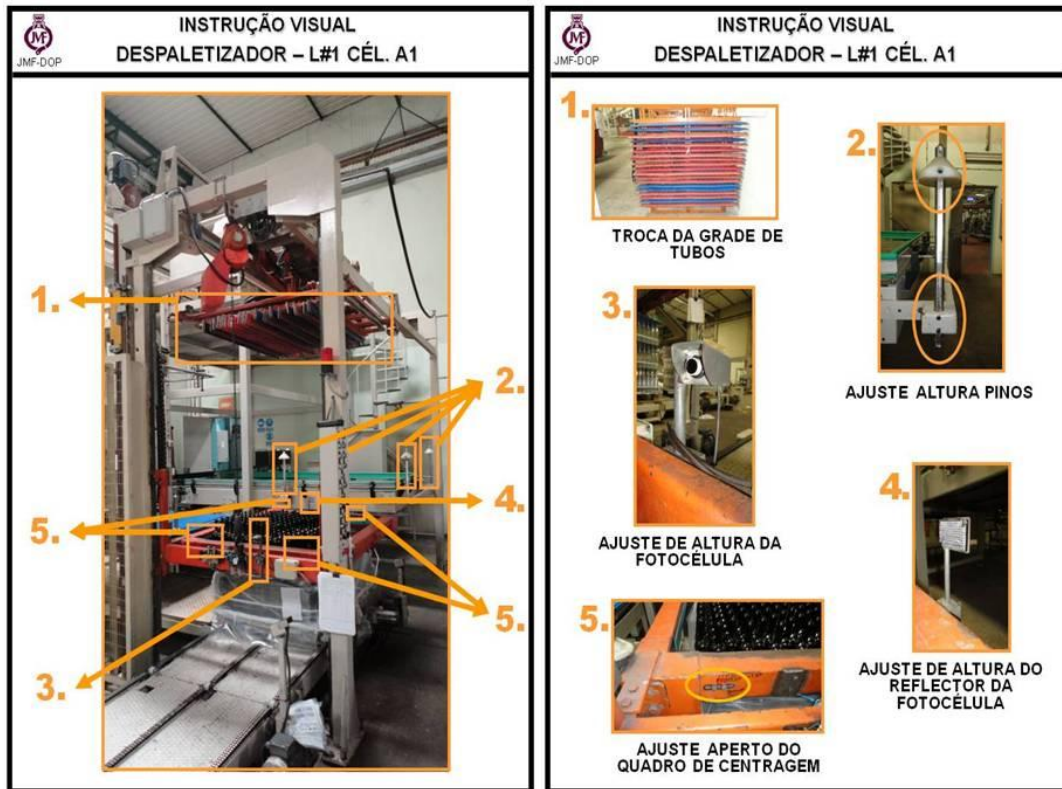 INSTRUÇÃO VISUAL
DESPALETIZADOR – L#1 CÉL. A1
JMF-DOP
1.
2.
4.
5.
5.
3.
INSTRUÇÃO VISUAL
DESPALETIZADOR – L#1 CÉL. A1
JMF-DOP
1.
TROCA DA GRADE DE
TUBOS
2.
AJUSTE ALTURA PINOS
3.
AJUSTE DE ALTURA DA
FOTOCÉLULA
4.
AJUSTE DE ALTURA DO
REFLECTOR DA
FOTOCÉLULA
5.
AJUSTE APERTO DO
QUADRO DE CENTRAGEM